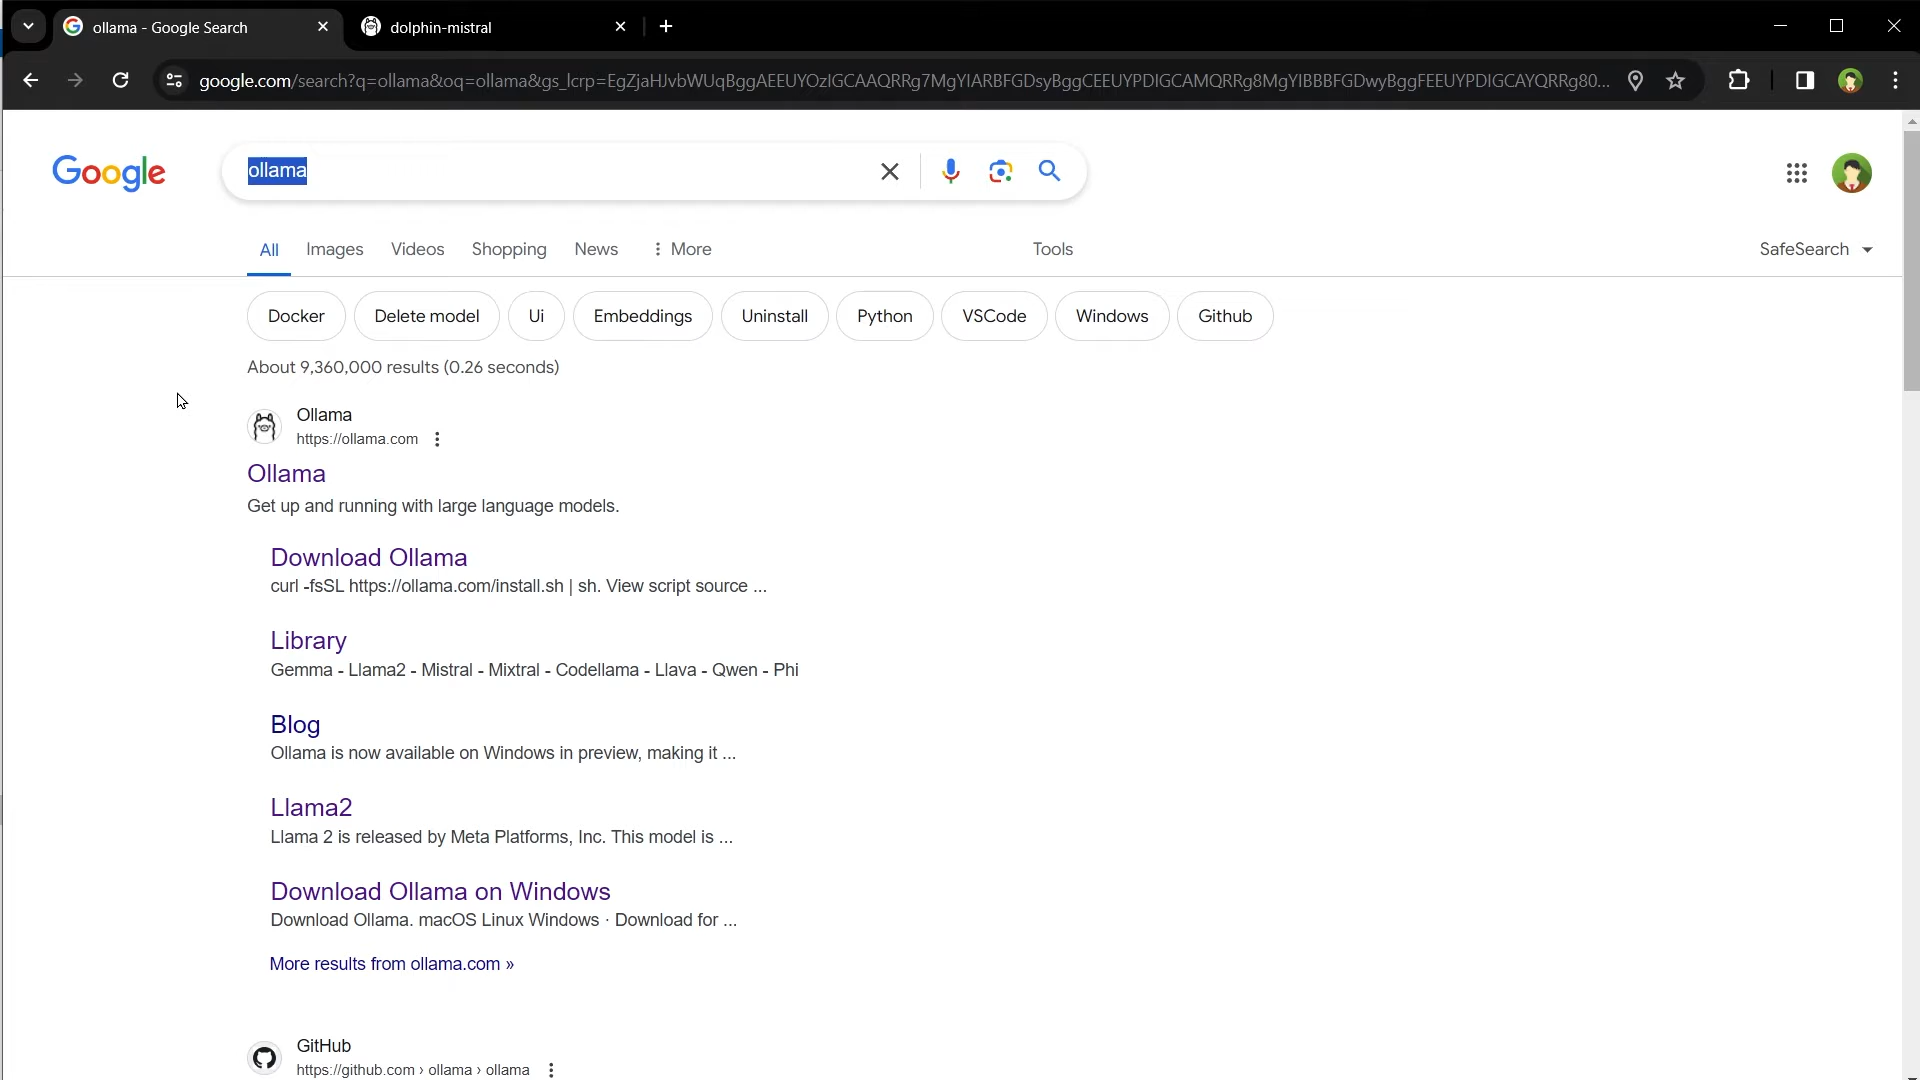 ollama - Google Search
dolphin-mistral
google.com/search?q=ollama&oq=ollama&gs_lcrp=EgZjaHJvbWUqBggAEEUYOzIGCAAQRRg7MgYIARBFGDsyBggCEEUYPDIGCAMQRRg8MgYIBBBFGDwyBggFEEUYPDIGCAYQRRg80...
Google
ollama
All Images Videos Shopping News More Tools SafeSearch
Docker Delete model Ui Embeddings Uninstall Python VSCode Windows Github
About 9,360,000 results (0.26 seconds)
Ollama
https://ollama.com
Ollama
Get up and running with large language models.
Download Ollama
curl -fsSL https://ollama.com/install.sh | sh. View script source ...
Library
Gemma - Llama2 - Mistral - Mixtral - Codellama - Llava - Qwen - Phi
Blog
Ollama is now available on Windows in preview, making it ...
Llama2
Llama 2 is released by Meta Platforms, Inc. This model is ...
Download Ollama on Windows
Download Ollama. macOS Linux Windows · Download for ...
More results from ollama.com »
GitHub
https://github.com › ollama › ollama